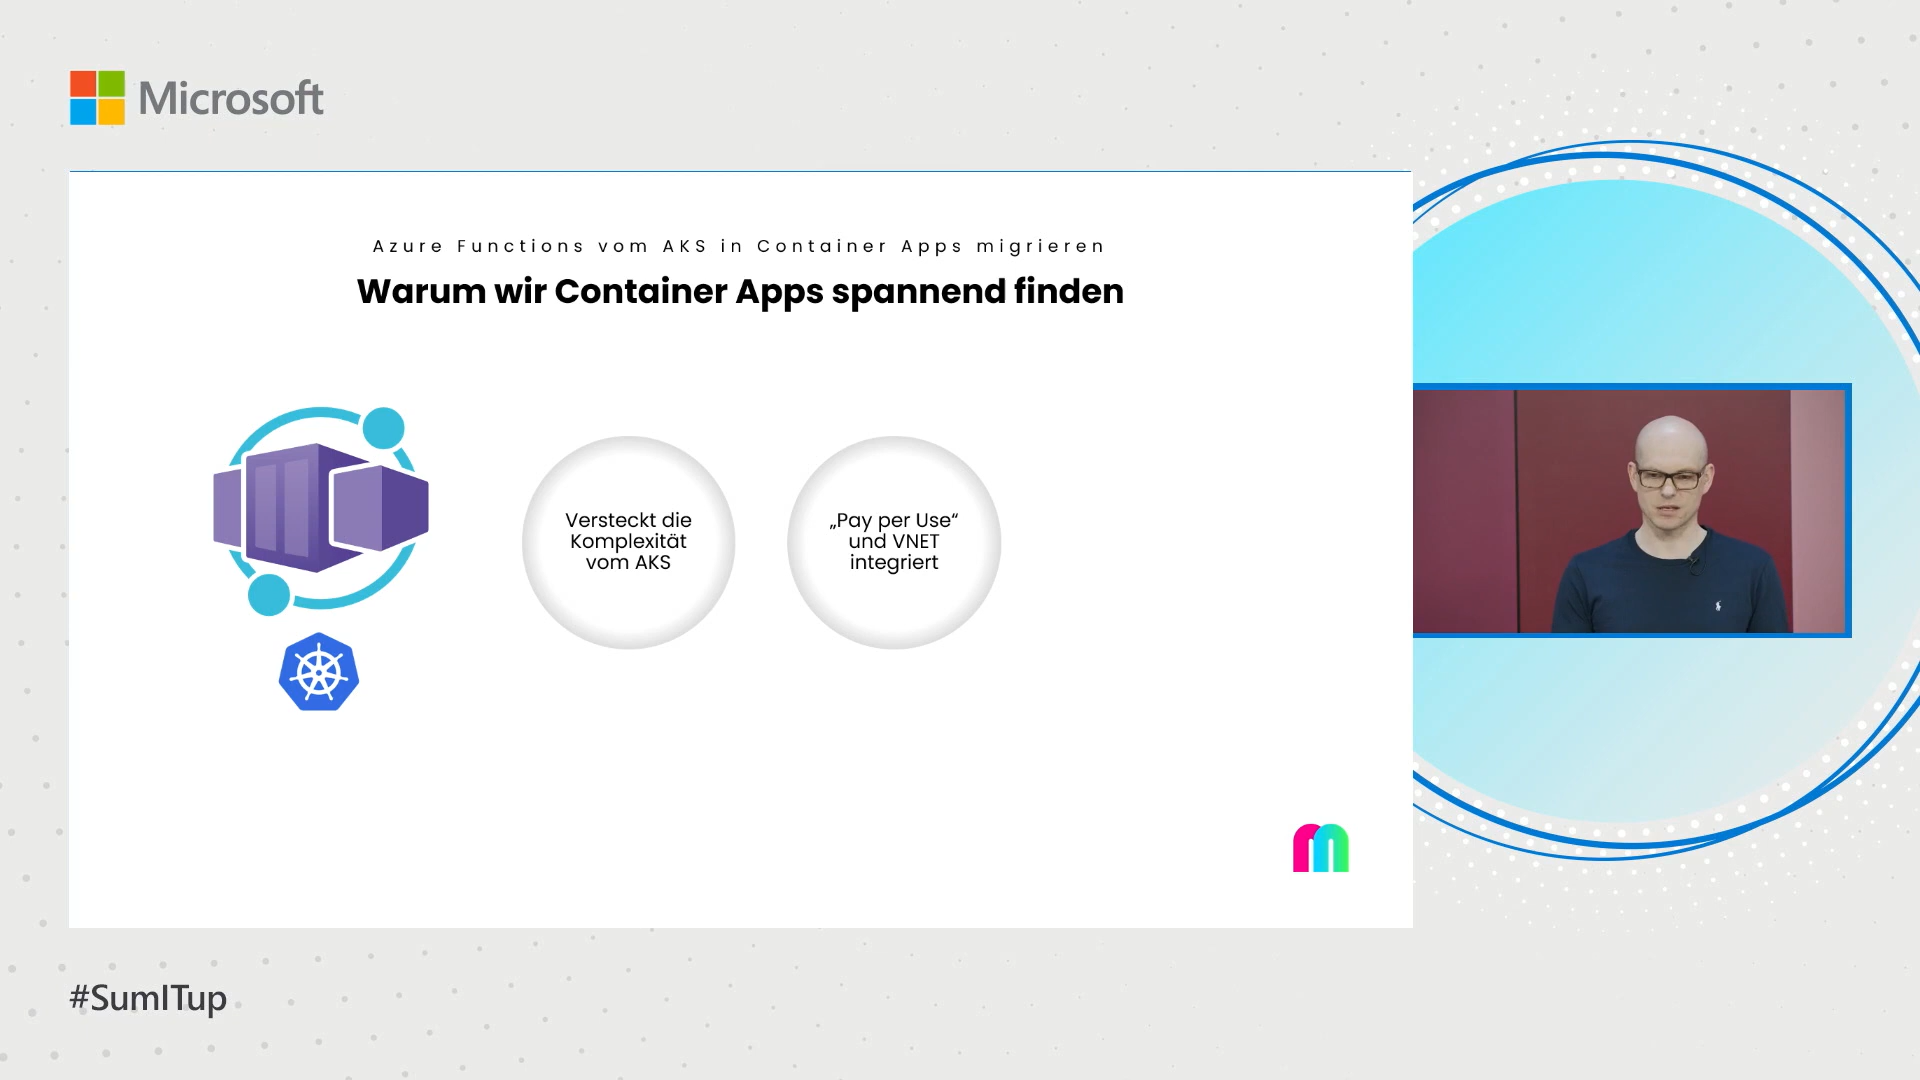 Microsoft
Azure Functions vom AKS in Container Apps migrieren
Warum wir Container Apps spannend finden
Versteckt die
Komplexität
vom AKS
„Pay per Use“
und VNET
integriert
#SumITup